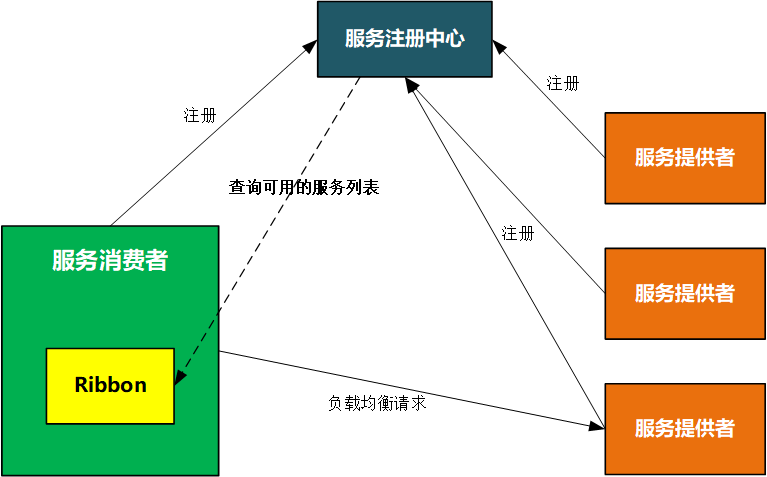 服务注册中心
注册
注册
服务提供者
查询可用的服务列表
注册
服务消费者
服务提供者
Ribbon
负载均衡请求
服务提供者